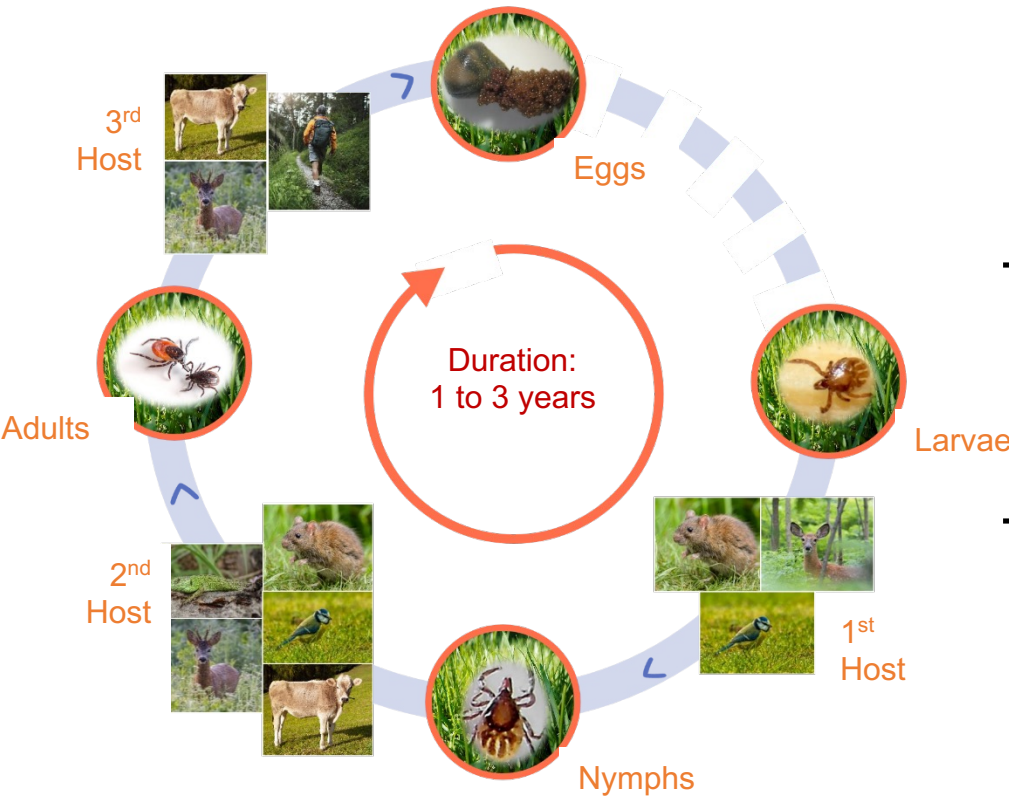 3rd
Host
Eggs
Duration:
1 to 3 years
Adults
Larvae
2nd
Host
1st
Host
Nymphs